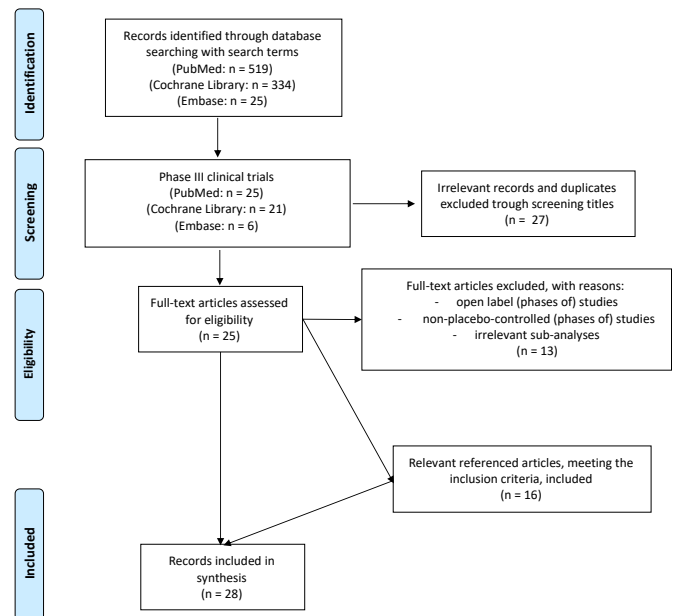 Identification
Records identified through database
searching with search terms
(PubMed: n = 519)
(Cochrane Library: n = 334)
(Embase: n = 25)
Screening
Phase III clinical trials
(PubMed: n = 25)
(Cochrane Library: n = 21)
(Embase: n = 6)
Irrelevant records and duplicates
excluded trough screening titles
(n =  27)
Eligibility
Full-text articles assessed
for eligibility
(n = 25)
Full-text articles excluded, with reasons:
- open label (phases of) studies
- non-placebo-controlled (phases of) studies
- irrelevant sub-analyses
(n = 13)
Relevant referenced articles, meeting the
inclusion criteria, included
(n = 16)
Included
Records included in
synthesis
(n = 28)